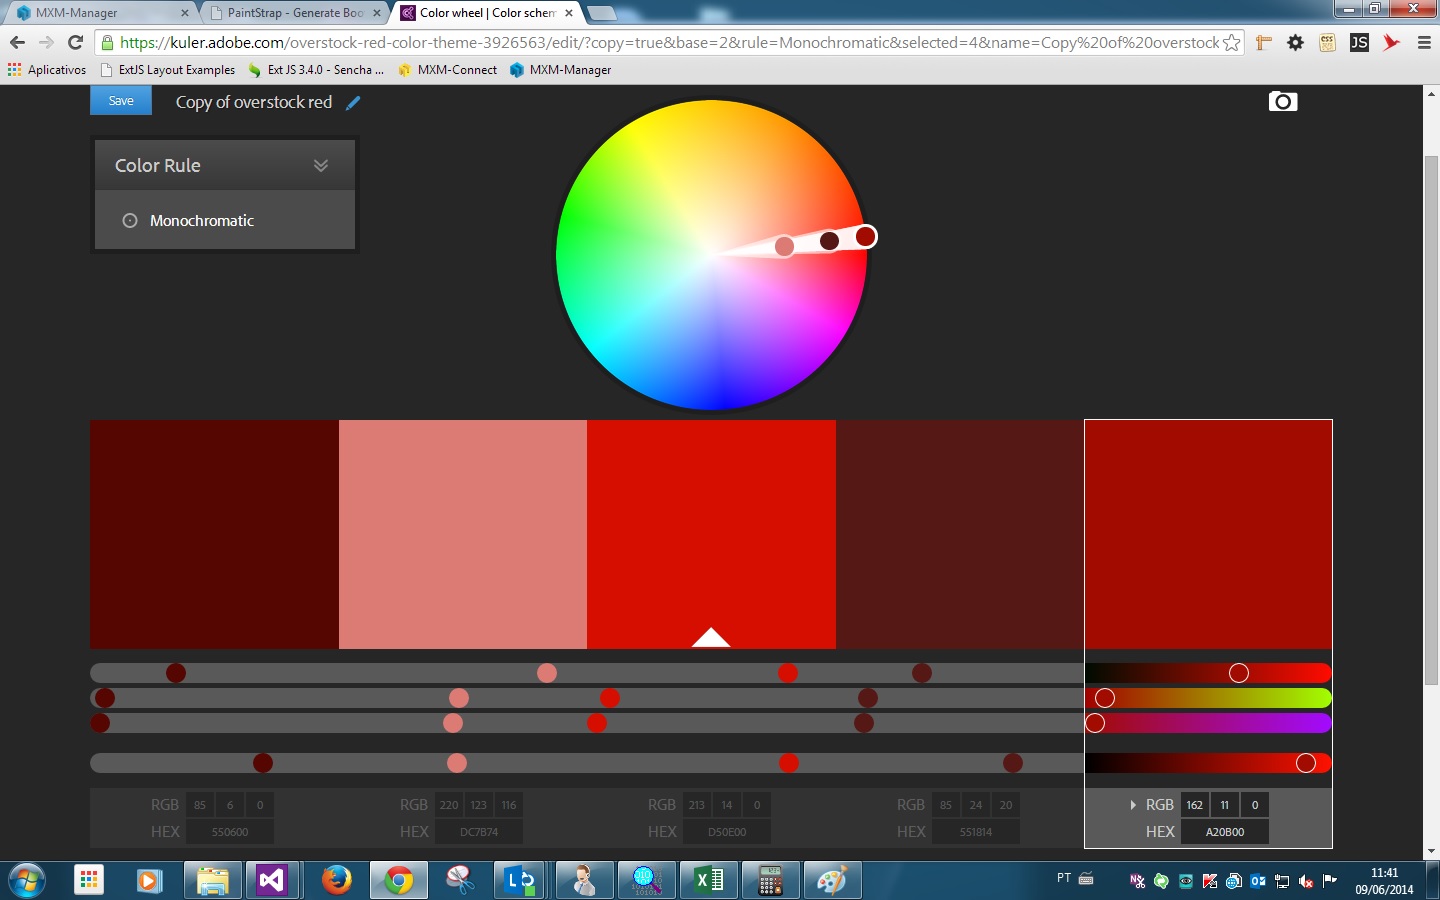 MXM-Manager
PaintStrap - Generate Boo
Color wheel | Color schem
https://kuler.adobe.com/overstock-red-color-theme-3926563/edit/?copy=true&base=2&rule=Monochromatic&selected=4&name=Copy%20of%20overstock
JS
Aplicativos
ExtJS Layout Examples
Ext JS 3.4.0 - Sencha ...
MXM-Connect
MXM-Manager
Save
Copy of overstock red
Color Rule
Monochromatic
RGB 85 6 0
RGB 220 123 116
RGB 213 14 0
RGB 85 24 20
RGB 162 11 0
HEX 550600
HEX DC7B74
HEX D50E00
HEX 551814
HEX A20B00
PT
11:41
09/06/2014